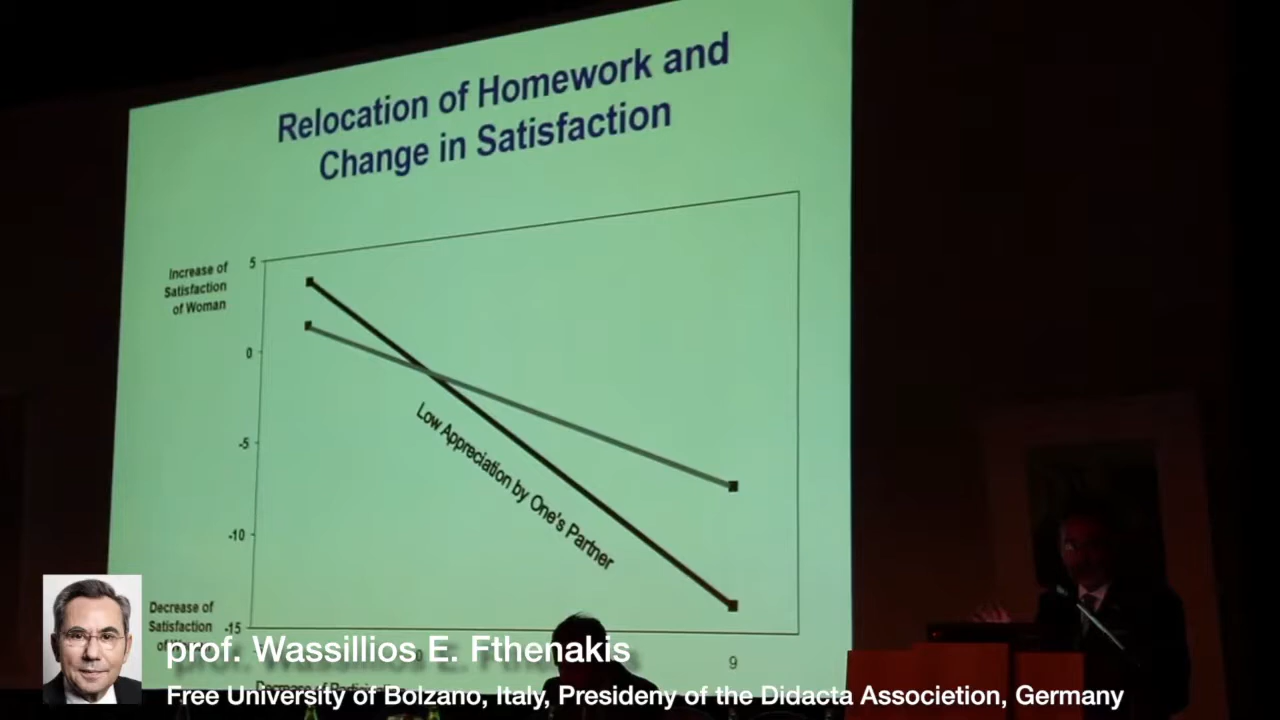 Relocation of Homework and
Change in Satisfaction
Increase of
Satisfaction
of Woman
5
0
-5
-10
-15
Low Appreciation by One's Partner
Decrease of
Satisfaction
9
prof. Wassillios E. Fthenakis
Free University of Bolzano, Italy, Presideny of the Didacta Associetion, Germany